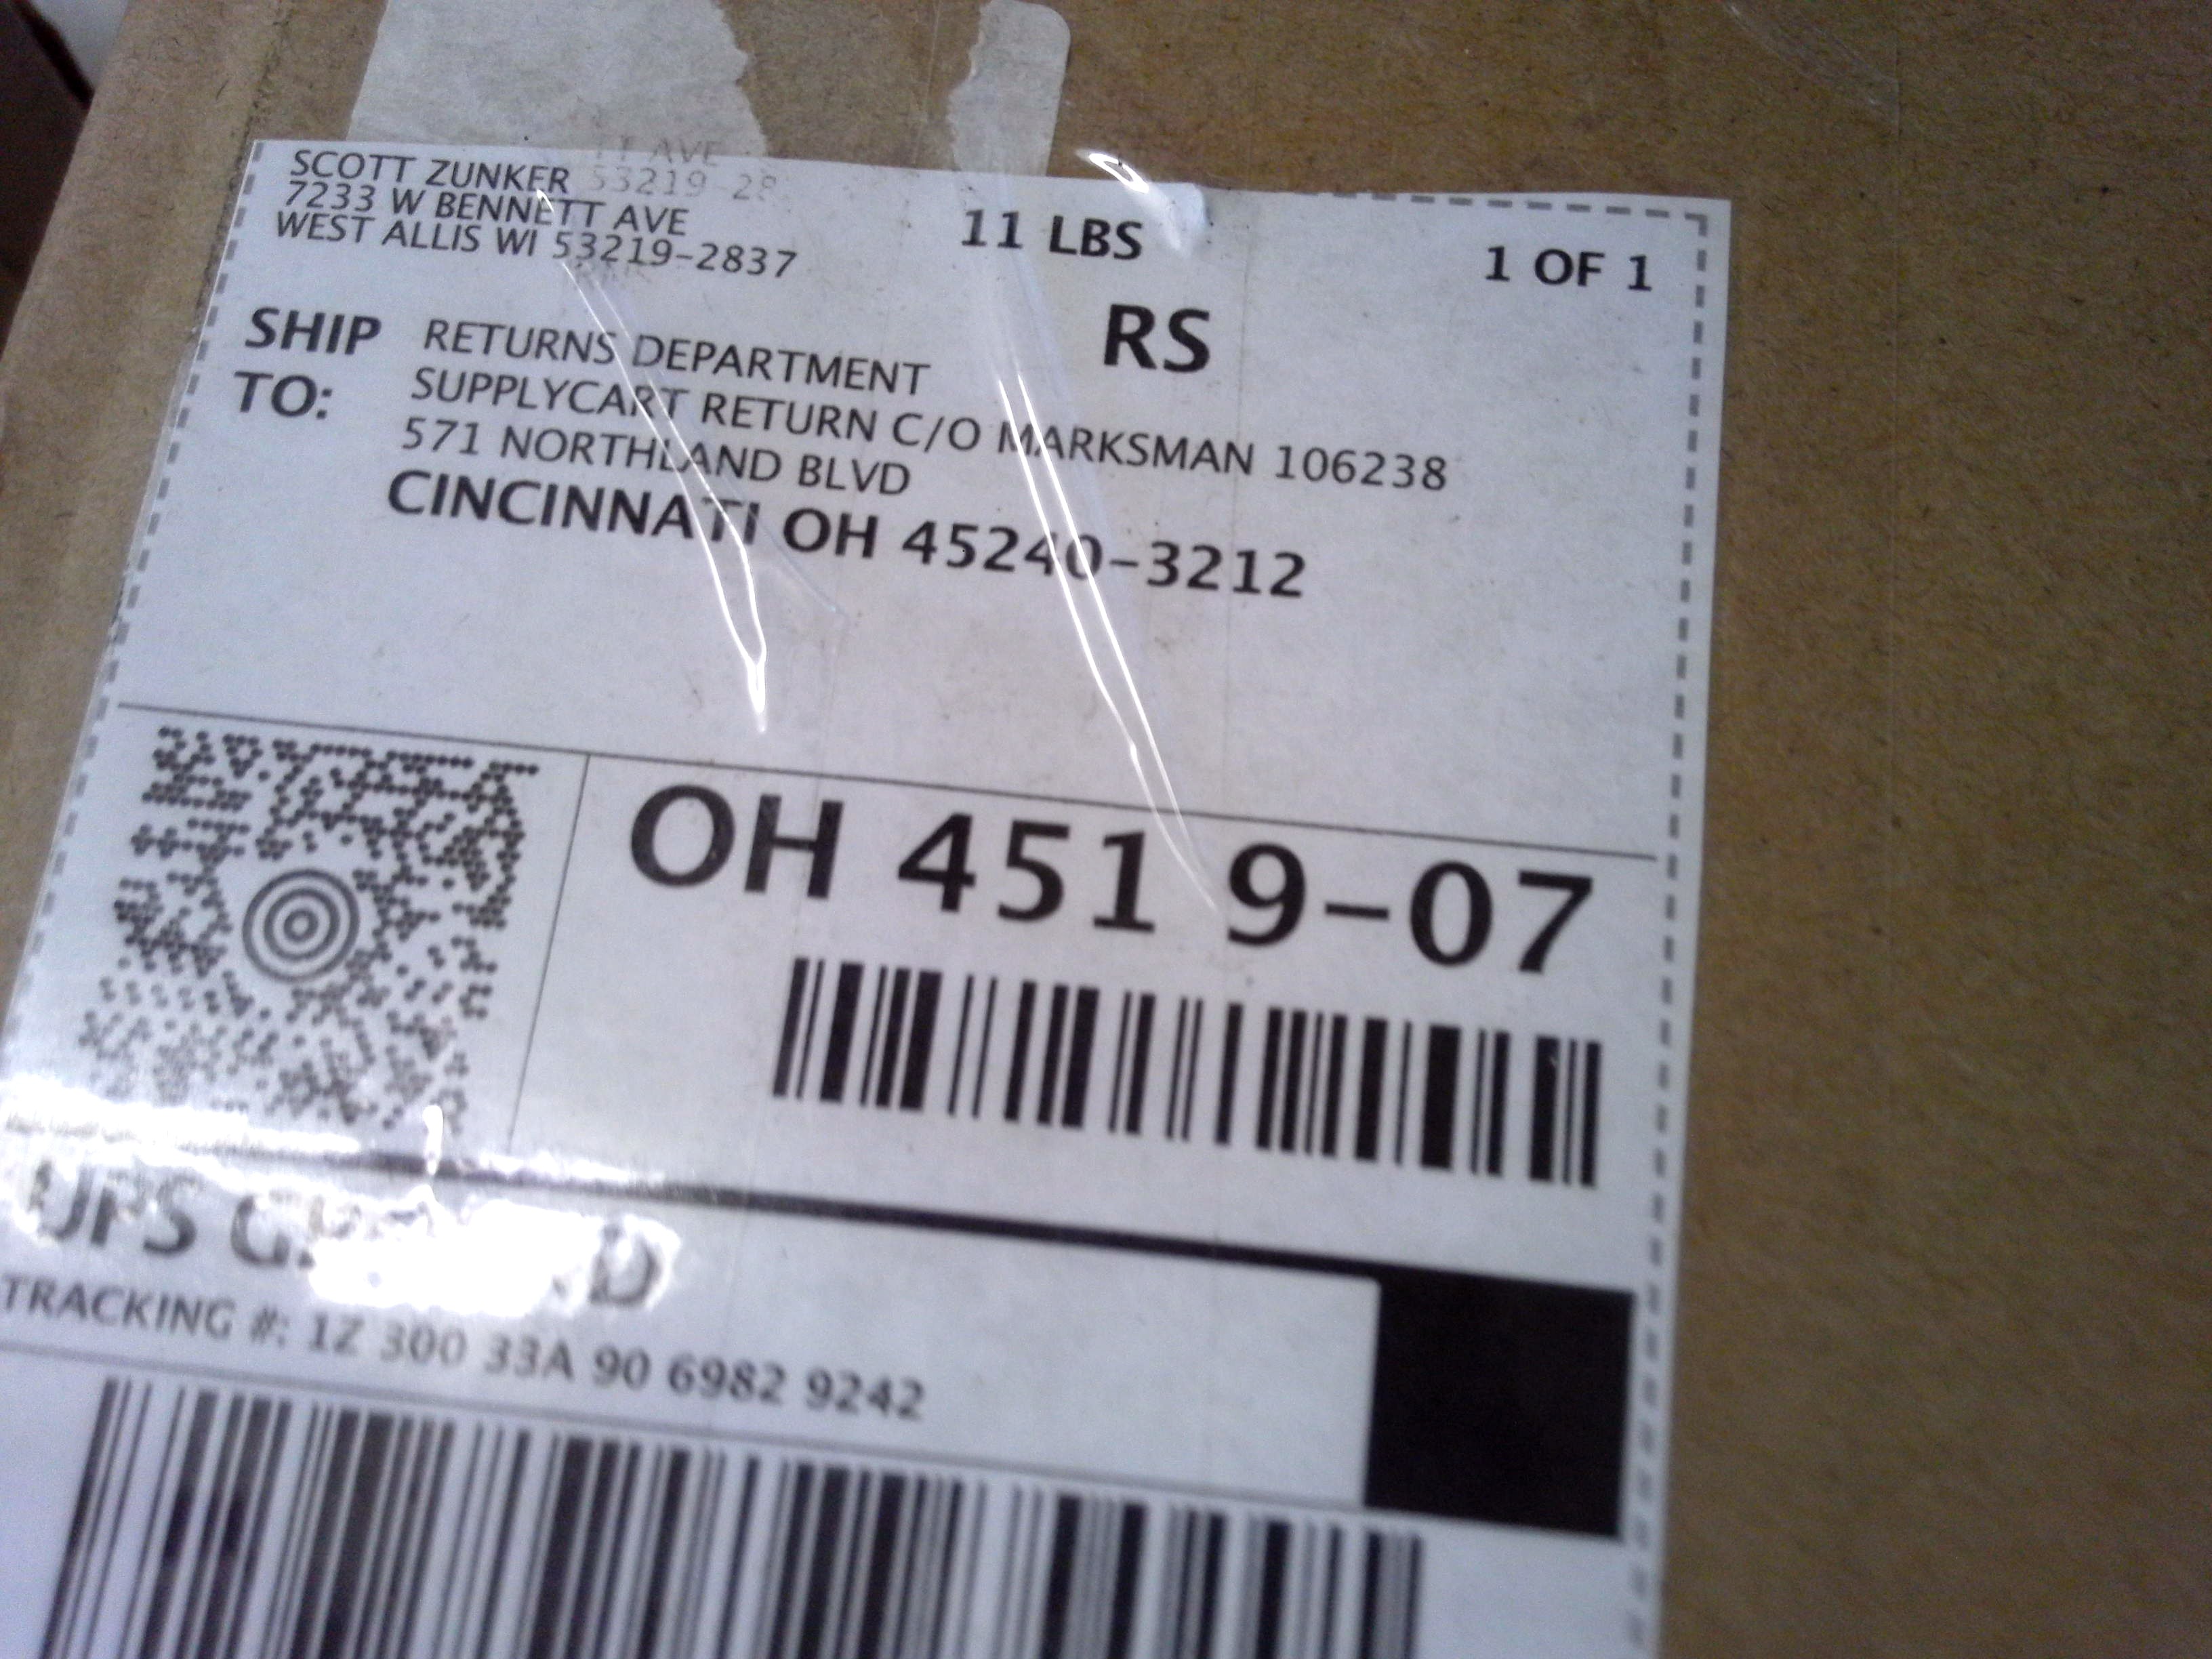 SCOTT ZUNKER
7233 W BENNETT AVE
WEST ALLIS WI 53219-2837
11 LBS
1 OF 1
RS
SHIP TO:
RETURNS DEPARTMENT
SUPPLYCART RETURN C/O MARKSMAN 106238
571 NORTHLAND BLVD
CINCINNATI OH 45240-3212
OH 451 9-07
UPS
TRACKING #: 1Z 300 33A 90 6982 9242